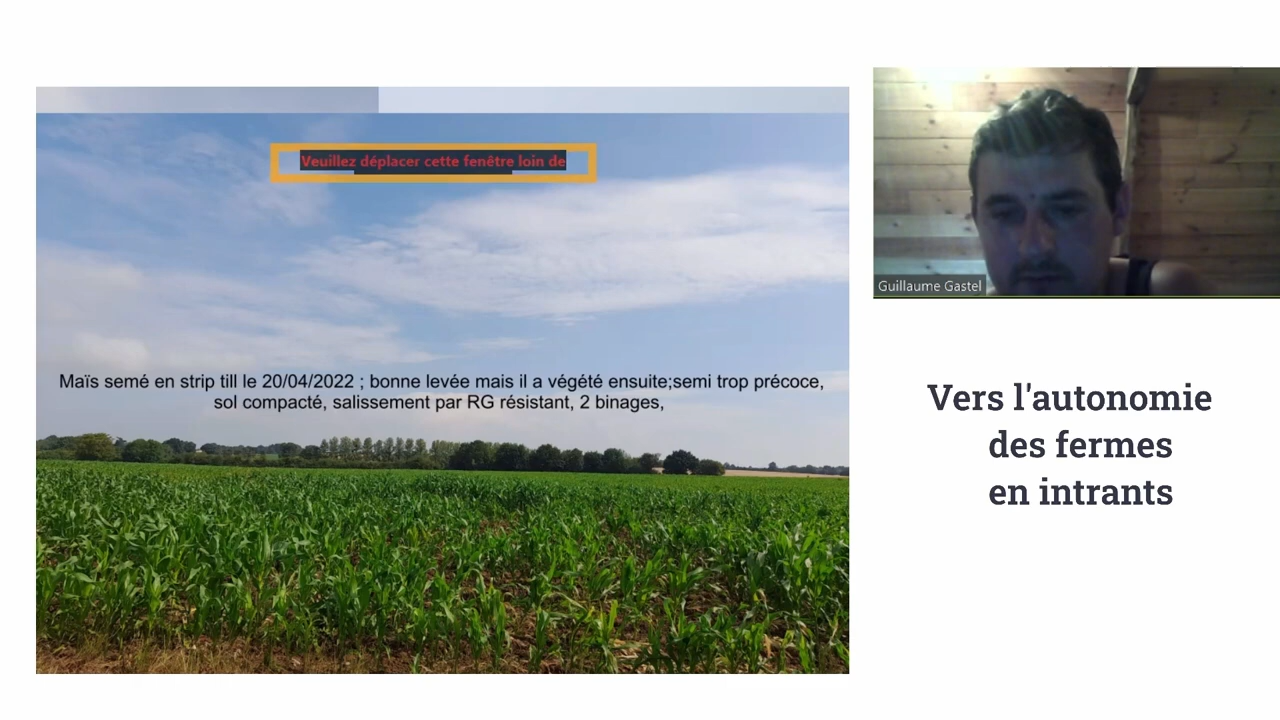 Veuillez déplacer cette fenêtre loin de
Maïs semé en strip till le 20/04/2022 ; bonne levée mais il a végété ensuite;semi trop précoce,
sol compacté, salissement par RG résistant, 2 binages,
Guillaume Gastel
Vers l'autonomie
des fermes
en intrants